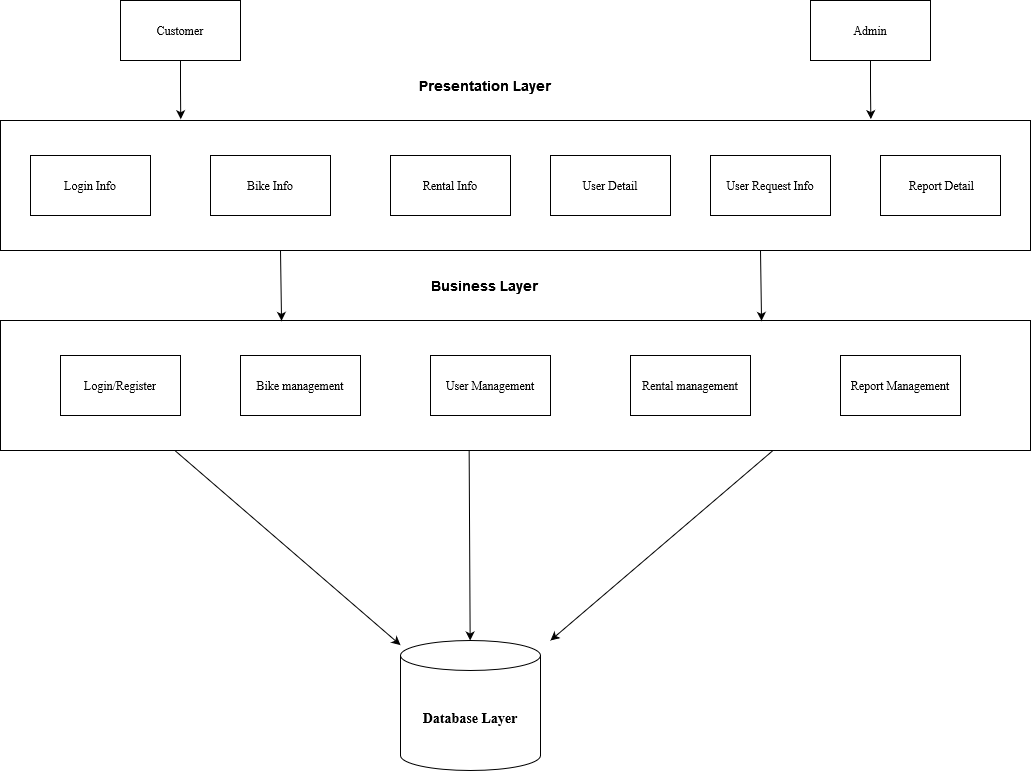 Customer
Admin
Presentation Layer
Login Info
Bike Info
Rental Info
User Detail
User Request Info
Report Detail
Business Layer
Login/Register
Bike management
User Management
Rental management
Report Management
Database Layer